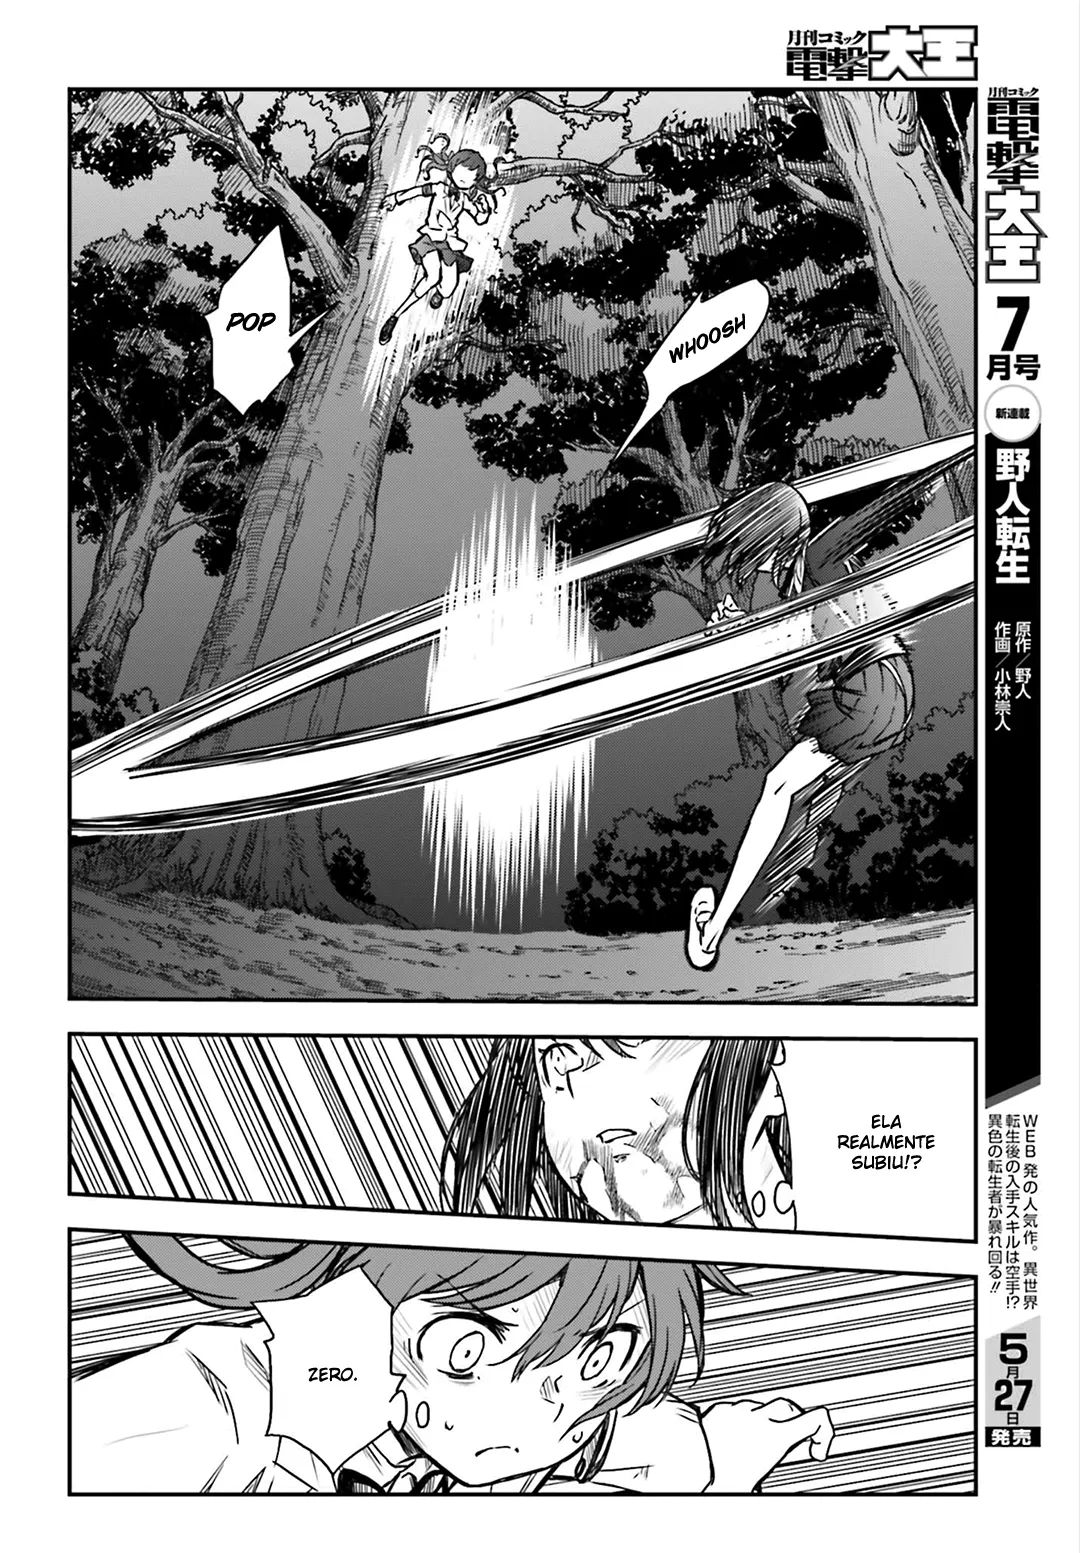 月刊コミック
電撃大王
月刊コミック
電撃大王
7
月号
新連載
野人転生
原作/野人
作画/小林崇人
WEB発の人気作。異世界
転生後の入手スキルは空手!?
異色の転生者が暴れ回る!!
5月27日
発売
WHOOSH
POP
ELA
REALMENTE
SUBIU!?
ZERO.